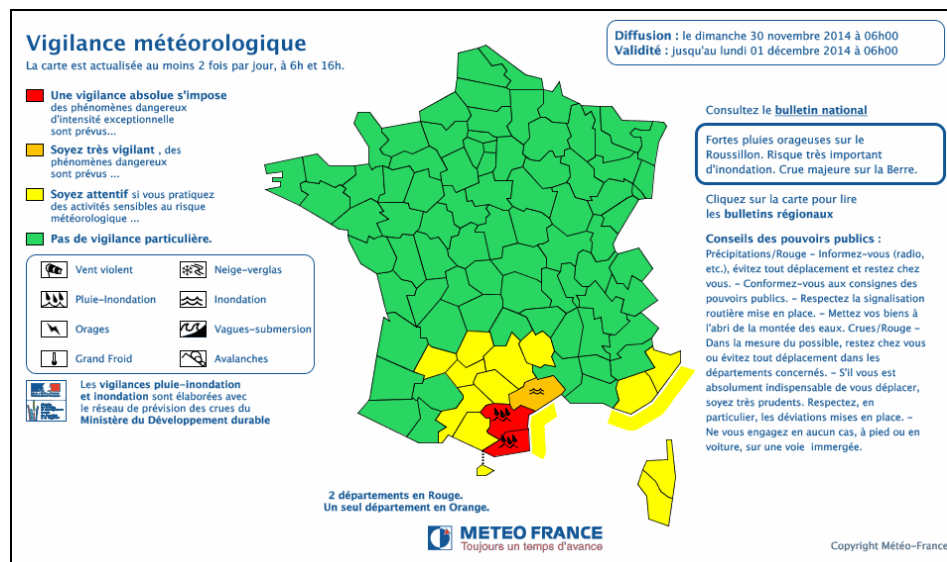 Vigilance météorologique
La carte est actualisée au moins 2 fois par jour, à 6h et 16h.
Diffusion : le dimanche 30 novembre 2014 à 06h00
Validité : jusqu'au lundi 01 décembre 2014 à 06h00
Une vigilance absolue s'impose
des phénomènes dangereux
d'intensité exceptionnelle
sont prévus...
Soyez très vigilant , des
phénomènes dangereux
sont prévus ...
Soyez attentif si vous pratiquez
des activités sensibles au risque
météorologique ...
Pas de vigilance particulière.
Vent violent
Neige-verglas
Pluie-Inondation
Inondation
Orages
Vagues-submersion
Grand Froid
Avalanches
Les vigilances pluie-inondation
et inondation sont élaborées avec
le réseau de prévision des crues du
Ministère du Développement durable
Consultez le bulletin national
Fortes pluies orageuses sur le
Roussillon. Risque très important
d'inondation. Crue majeure sur la Berre.
Cliquez sur la carte pour lire
les bulletins régionaux
Conseils des pouvoirs publics :
Précipitations/Rouge – Informez-vous (radio,
etc.), évitez tout déplacement et restez chez
vous. – Conformez-vous aux consignes des
pouvoirs publics. – Respectez la signalisation
routière mise en place. – Mettez vos biens à
l'abri de la montée des eaux. Crues/Rouge –
Dans la mesure du possible, restez chez vous
ou évitez tout déplacement dans les
départements concernés. – S'il vous est
absolument indispensable de vous déplacer,
soyez très prudents. Respectez, en
particulier, les déviations mises en place. –
Ne vous engagez en aucun cas, à pied ou en
voiture, sur une voie immergée.
2 départements en Rouge.
Un seul département en Orange.
METEO FRANCE
Toujours un temps d'avance
Copyright Météo-France